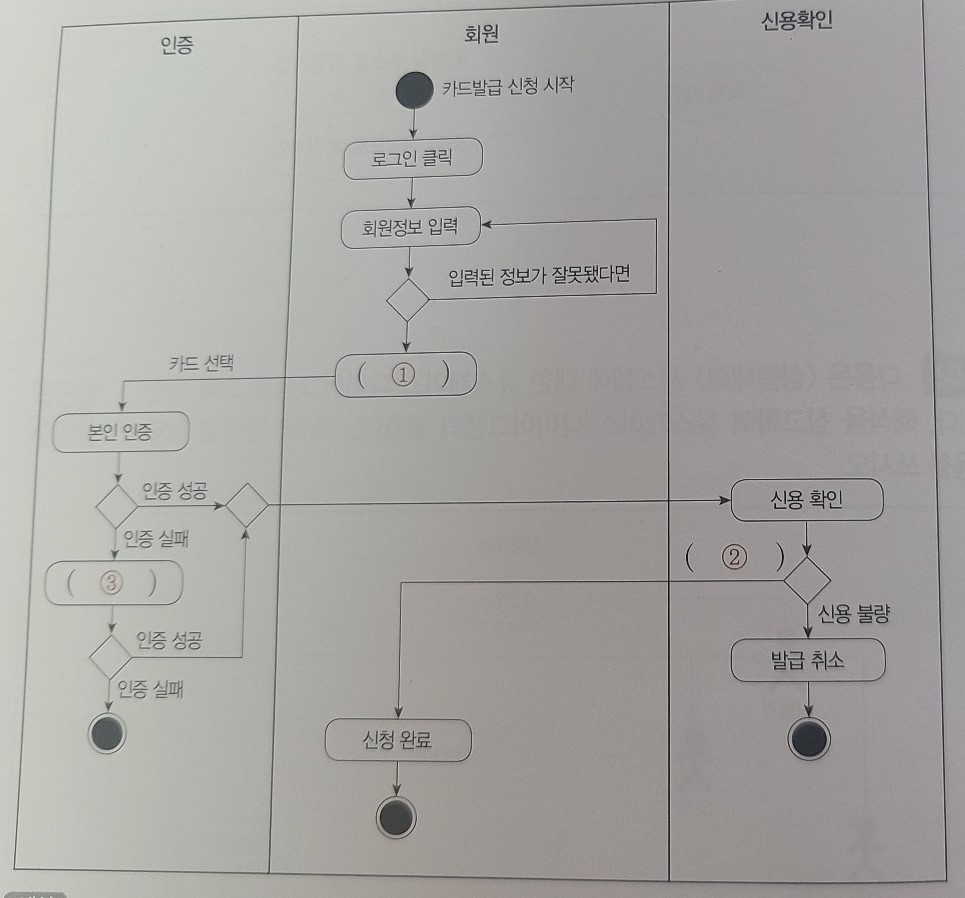 인증
회원
신용확인
카드발급 신청 시작
로그인 클릭
회원정보 입력
입력된 정보가 잘못됐다면
( ① )
카드 선택
본인 인증
인증 성공
신용 확인
인증 실패
( ② )
( ③ )
신용 불량
인증 성공
발급 취소
인증 실패
신청 완료